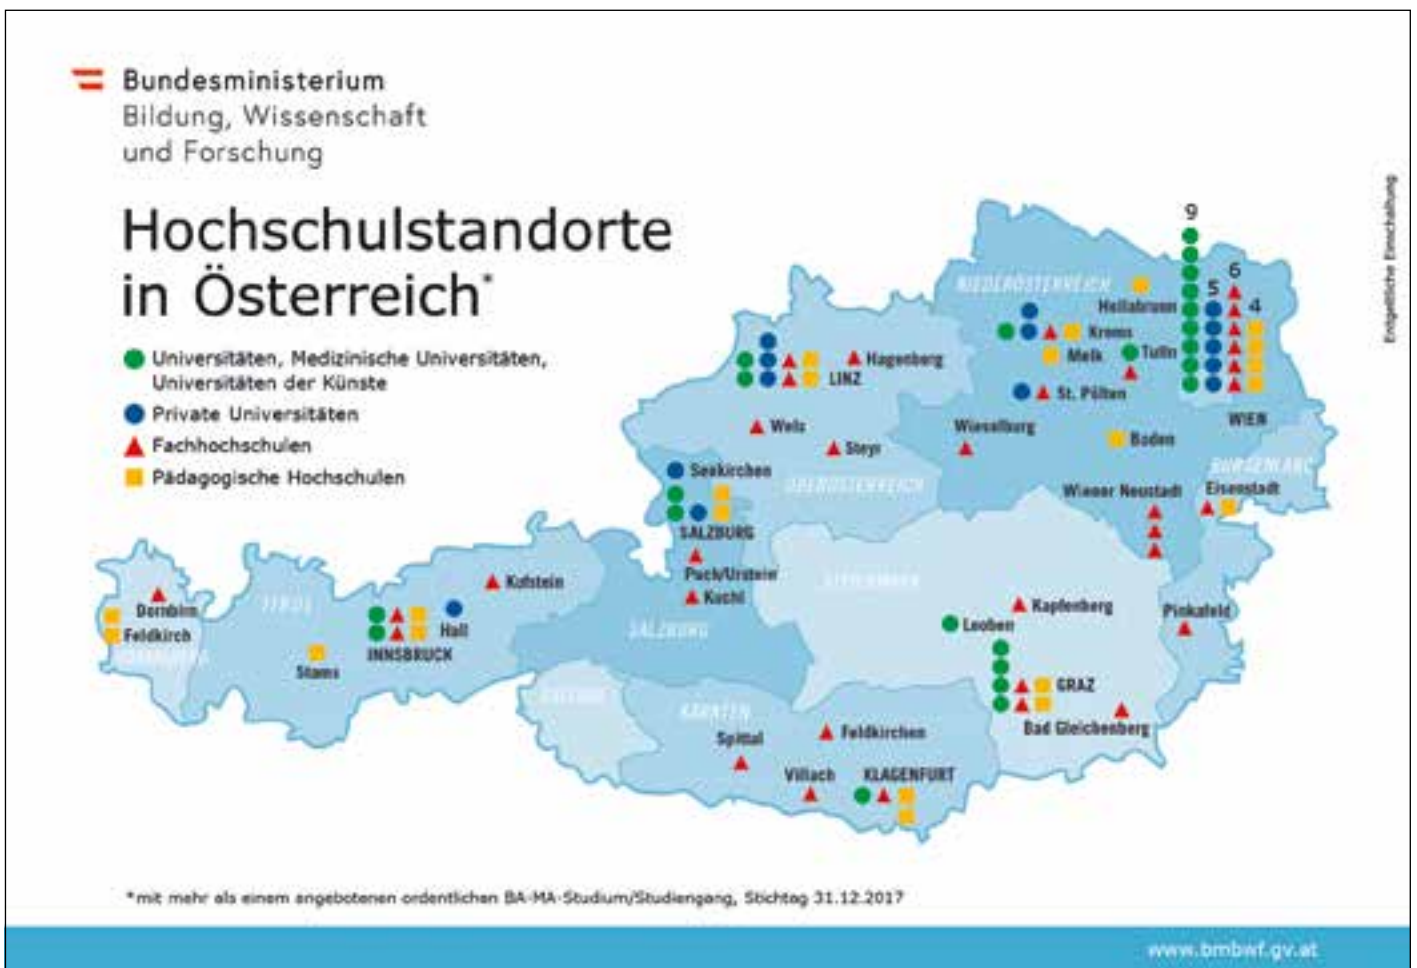 Bundesministerium
Bildung, Wissenschaft
und Forschung
Hochschulstandorte
in Österreich*
Universitäten, Medizinische Universitäten,
Universitäten der Künste
Private Universitäten
Fachhochschulen
Pädagogische Hochschulen
Entgeltliche Einschaltung
9
6
5
4
NIEDERÖSTERREICH
Hollabrunn
Krems
Melk
Tulln
St. Pölten
WIEN
Hagenberg
LINZ
Wels
Steyr
Wieselburg
Baden
BURGENLAND
Eisenstadt
Wiener Neustadt
OBERÖSTERREICH
Seekirchen
SALZBURG
Puch/Urstein
Kuchl
STEIERMARK
Kapfenberg
Leoben
Pinkafeld
GRAZ
Bad Gleichenberg
Kufstein
TIROL
Hall
INNSBRUCK
Stams
Dornbirn
Feldkirch
SALZBURG
KÄRNTEN
Spittal
Feldkirchen
Villach
KLAGENFURT
*mit mehr als einem angebotenen ordentlichen BA-MA-Studium/Studiengang, Stichtag 31.12.2017
www.bmbwf.gv.at